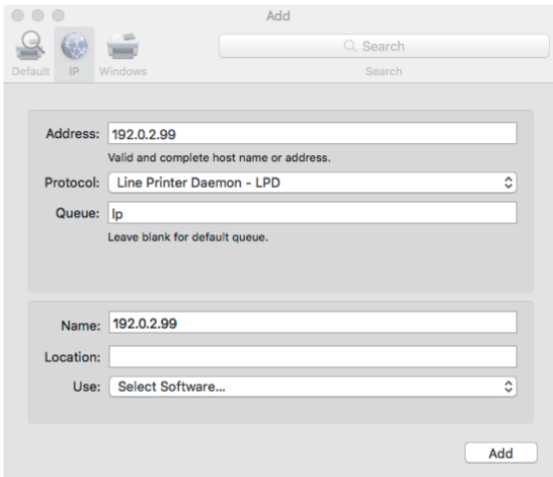 Add
Search
Default IP Windows Search
Address: 192.0.2.99
Valid and complete host name or address.
Protocol: Line Printer Daemon - LPD
Queue: lp
Leave blank for default queue.
Name: 192.0.2.99
Location:
Use: Select Software...
Add